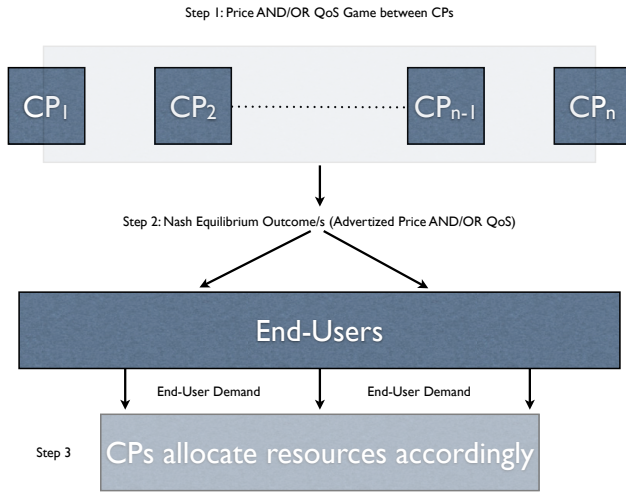 Step 1: Price AND/OR QoS Game between CPs
CP1 CP2 CPn-1 CPn
Step 2: Nash Equilibrium Outcome/s (Advertized Price AND/OR QoS)
End-Users
End-User Demand End-User Demand
Step 3 CPs allocate resources accordingly